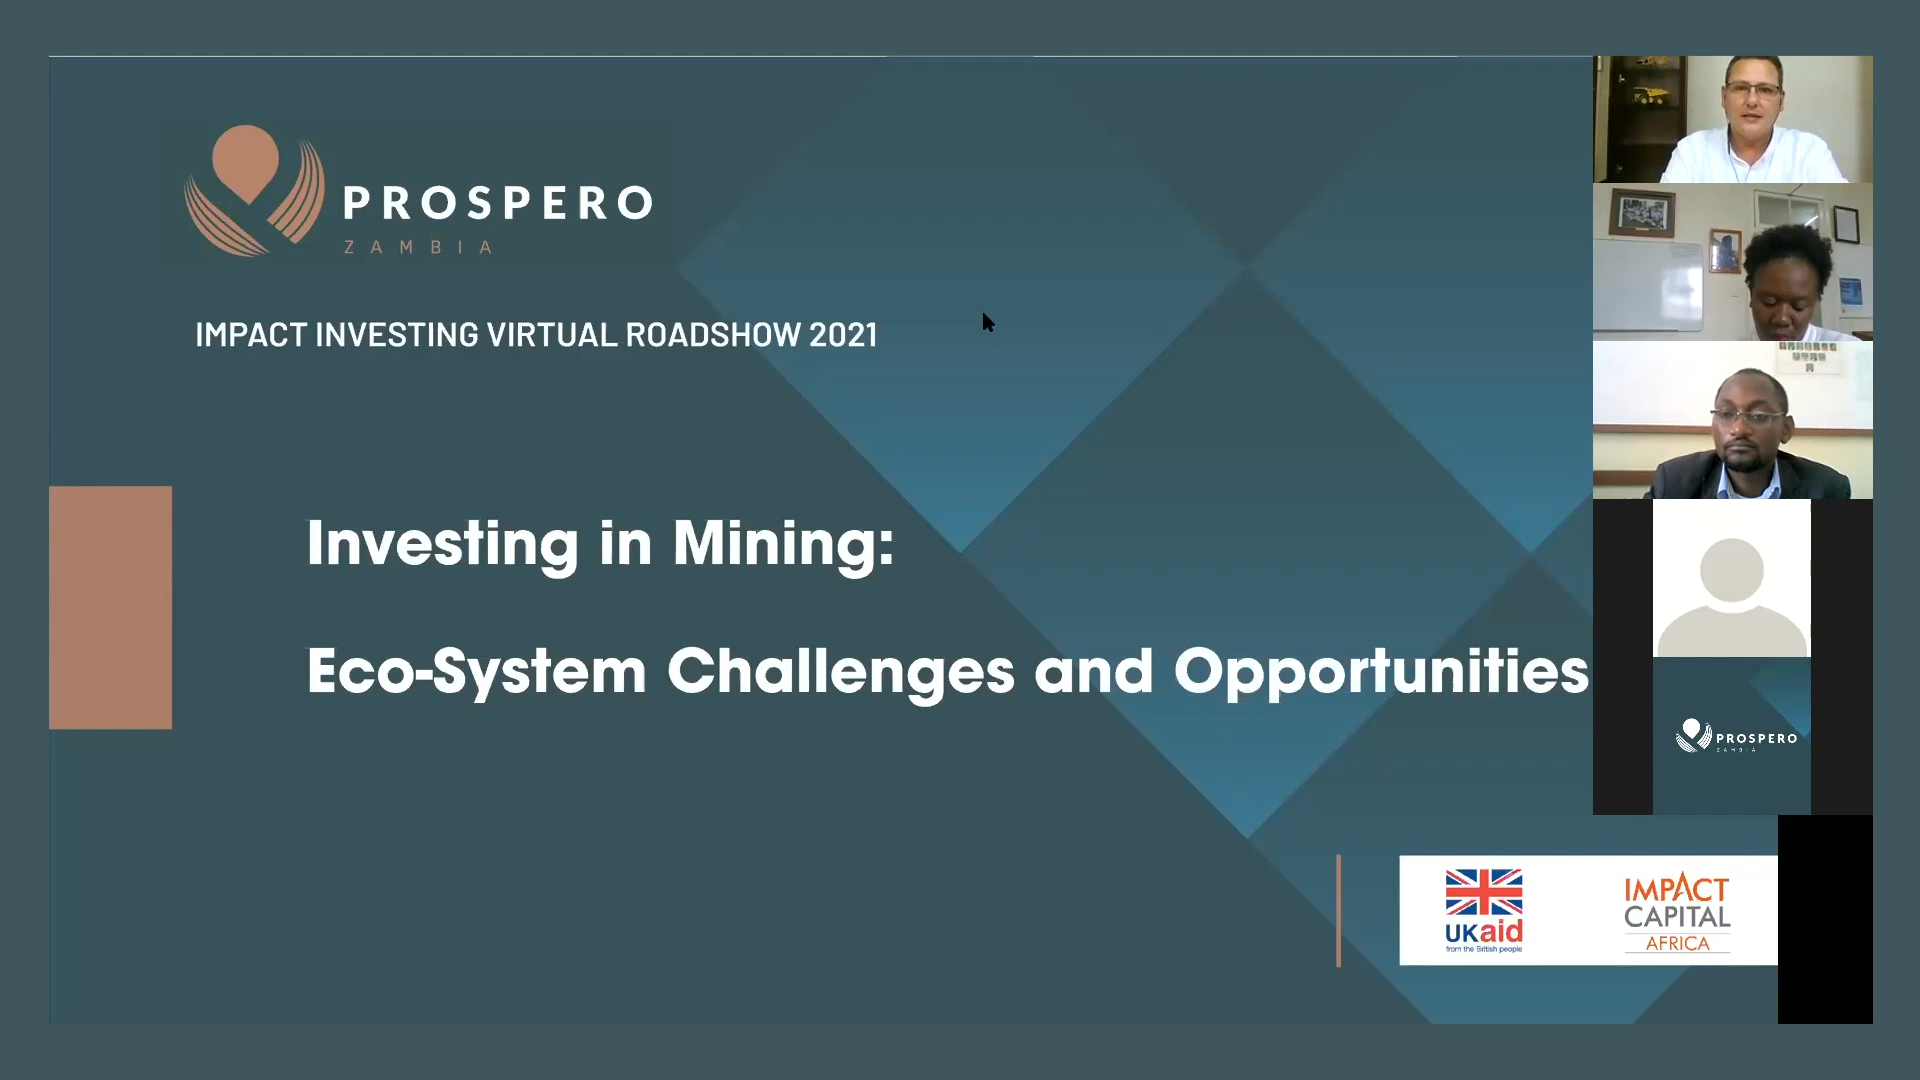 PROSPERO
ZAMBIA
IMPACT INVESTING VIRTUAL ROADSHOW 2021
Investing in Mining:
Eco-System Challenges and Opportunities
PROSPERO
ZAMBIA
UKaid
from the British people
IMPACT
CAPITAL
AFRICA